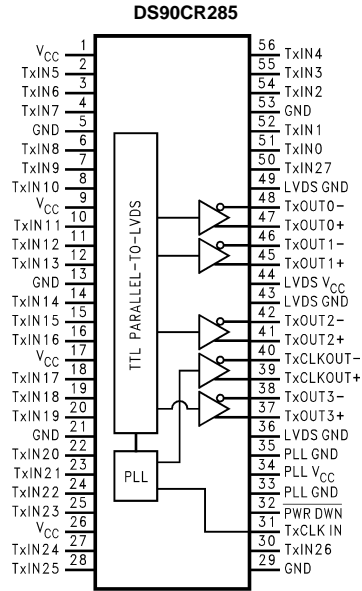 DS90CR285
VCC 1 56 TxIN4
TxIN5 2 55 TxIN3
TxIN6 3 54 TxIN2
TxIN7 4 53 GND
GND 5 52 TxIN1
TxIN8 6 51 TxIN0
TxIN9 7 50 TxIN27
TxIN10 8 49 LVDS GND
VCC 9 48 TxOUT0−
TxIN11 10 47 TxOUT0+
TxIN12 11 46 TxOUT1−
TxIN13 12 45 TxOUT1+
GND 13 44 LVDS VCC
TxIN14 14 43 LVDS GND
TxIN15 15 42 TxOUT2−
TxIN16 16 41 TxOUT2+
VCC 17 40 TxCLKOUT−
TxIN17 18 39 TxCLKOUT+
TxIN18 19 38 TxOUT3−
TxIN19 20 37 TxOUT3+
GND 21 36 LVDS GND
TxIN20 22 35 PLL GND
TxIN21 23 34 PLL VCC
TxIN22 24 33 PLL GND
TxIN23 25 32 PWR DWN
VCC 26 31 TxCLK IN
TxIN24 27 30 TxIN26
TxIN25 28 29 GND
TTL PARALLEL-TO-LVDS
PLL